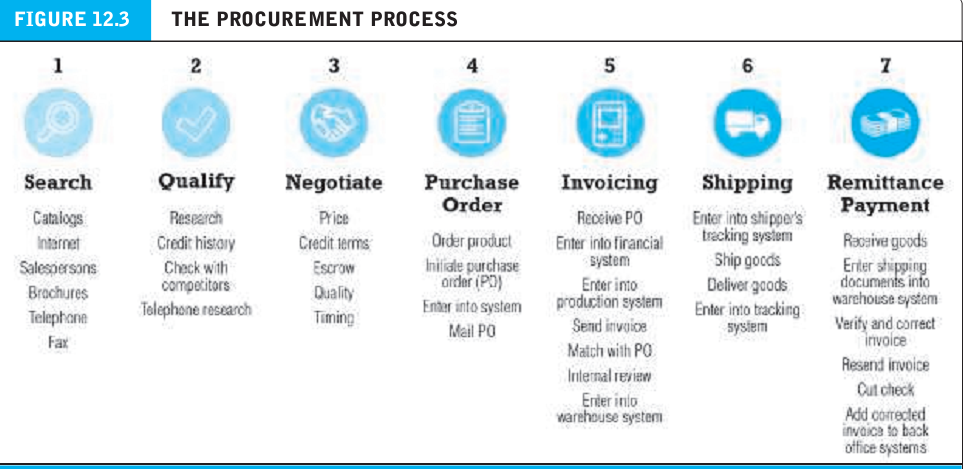 FIGURE 12.3 THE PROCUREMENT PROCESS
1 2 3 4 5 6 7
Search
Catalogs
Internet
Salespersons
Brochures
Telephone
Fax
Qualify
Research
Credit history
Check with
competitors
Telephone research
Negotiate
Price
Credit terms
Escrow
Quality
Timing
Purchase
Order
Order product
Initiate purchase
order (PO)
Enter into system
Mail PO
Invoicing
Receive PO
Enter into financial
system
Enter into
production system
Send invoice
Match with PO
Internal review
Enter into
warehouse system
Shipping
Enter into shipper's
tracking system
Ship goods
Deliver goods
Enter into tracking
system
Remittance
Payment
Receive goods
Enter shipping
documents into
warehouse system
Verify and correct
invoice
Resend invoice
Cut check
Add corrected
invoice to back
office systems